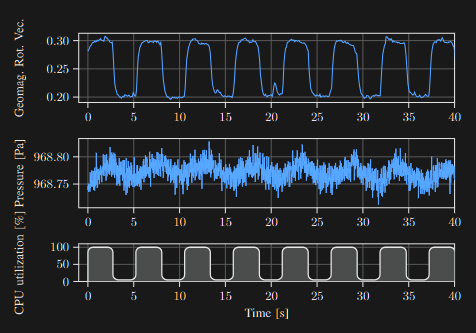 Geomag. Rot. Vec.
0.30
0.25
0.20
0 5 10 15 20 25 30 35 40
Pressure [Pa]
968.80
968.75
0 5 10 15 20 25 30 35 40
CPU utilization [%]
100
50
0
0 5 10 15 20 25 30 35 40
Time [s]